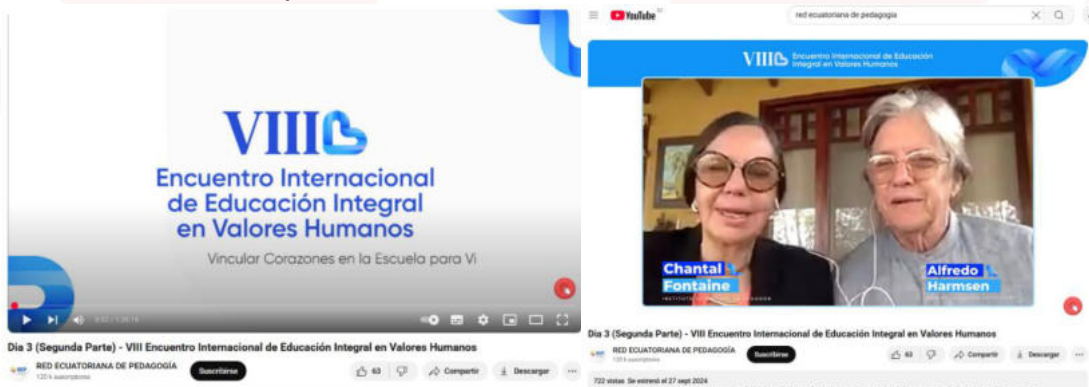 VIII
Encuentro Internacional
de Educación Integral
en Valores Humanos
Vincular Corazones en la Escuela para Vi
Dia 3 (Segunda Parte) - VIII Encuentro Internacional de Educación Integral en Valores Humanos
RED ECUATORIANA DE PEDAGOGÍA
Suscribirse
63
Compartir
Descargar
YouTube
red ecuatoriana de pedagogia
VIII
Encuentro Internacional de Educación
Integral en Valores Humanos
Chantal
Fontaine
Alfredo
Harmsen
Dia 3 (Segunda Parte) - VIII Encuentro Internacional de Educación Integral en Valores Humanos
RED ECUATORIANA DE PEDAGOGÍA
Suscribirse
63
Compartir
Descargar
722 vistas Se estrenó el 27 sept 2024